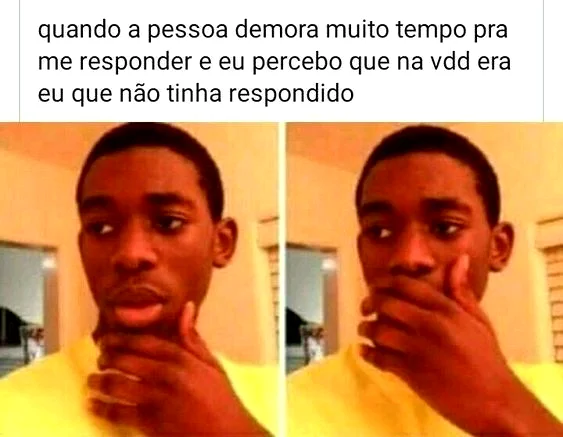 quando a pessoa demora muito tempo pra
me responder e eu percebo que na vdd era
eu que não tinha respondido